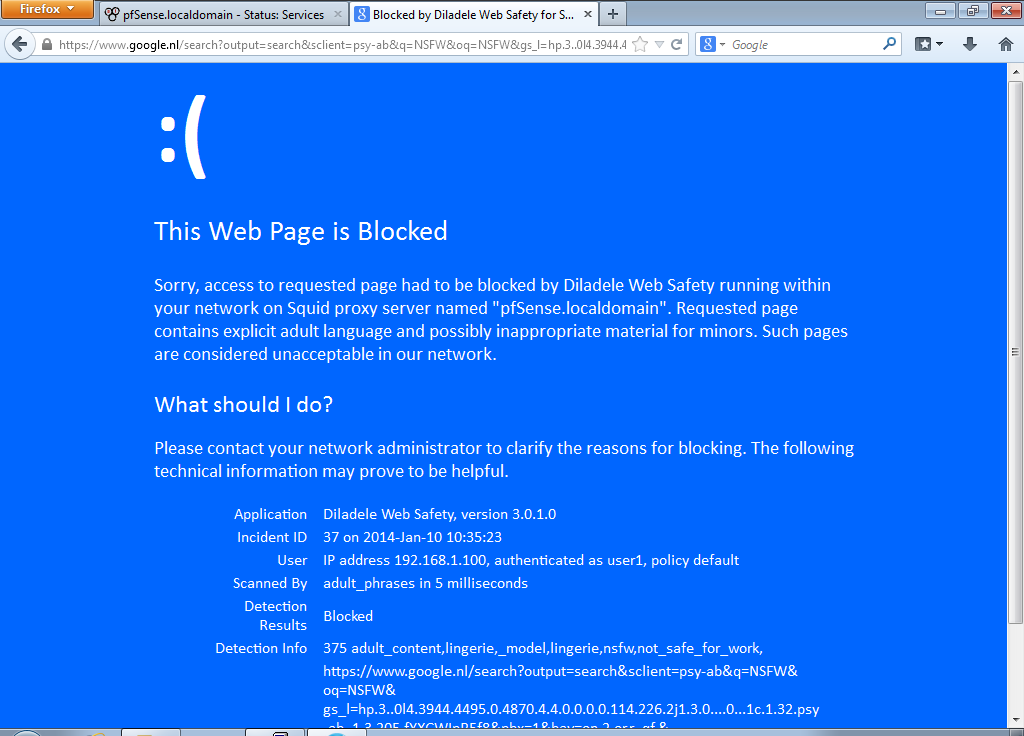 Firefox
pfSense.localdomain - Status: Services
Blocked by Diladele Web Safety for S...
https://www.google.nl/search?output=search&sclient=psy-ab&q=NSFW&oq=NSFW&gs_l=hp.3..0l4.3944.4
Google
:(
This Web Page is Blocked
Sorry, access to requested page had to be blocked by Diladele Web Safety running within
your network on Squid proxy server named "pfSense.localdomain". Requested page
contains explicit adult language and possibly inappropriate material for minors. Such pages
are considered unacceptable in our network.
What should I do?
Please contact your network administrator to clarify the reasons for blocking. The following
technical information may prove to be helpful.
Application Diladele Web Safety, version 3.0.1.0
Incident ID 37 on 2014-Jan-10 10:35:23
User IP address 192.168.1.100, authenticated as user1, policy default
Scanned By adult_phrases in 5 milliseconds
Detection
Results Blocked
Detection Info 375 adult_content,lingerie,_model,lingerie,nsfw,not_safe_for_work,
https://www.google.nl/search?output=search&sclient=psy-ab&q=NSFW&
oq=NSFW&
gs_l=hp.3..0l4.3944.4495.0.4870.4.4.0.0.0.0.114.226.2j1.3.0....0...1c.1.32.psy